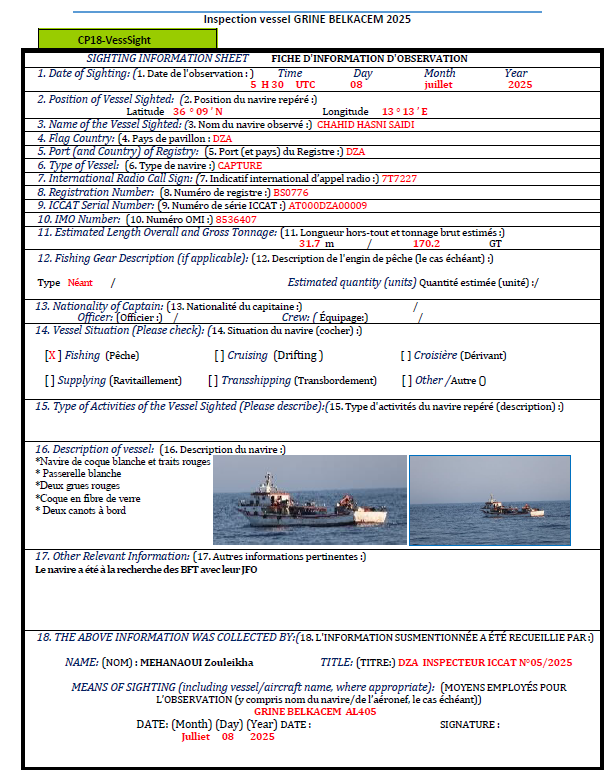 Inspection vessel GRINE BELKACEM 2025
CP18-VessSight
SIGHTING INFORMATION SHEET FICHE D'INFORMATION D'OBSERVATION
1. Date of Sighting: (1. Date de l'observation : ) Time Day Month Year
5 H 30 UTC 08 juillet 2025
2. Position of Vessel Sighted: (2. Position du navire repéré :)
Latitude 36 ° 09 ' N Longitude 13 ° 13 ' E
3. Name of the Vessel Sighted: (3. Nom du navire observé :) CHAHID HASNI SAIDI
4. Flag Country: (4. Pays de pavillon : DZA
5. Port (and Country) of Registry: (5. Port (et pays) du Registre :) DZA
6. Type of Vessel: (6. Type de navire :) CAPTURE
7. International Radio Call Sign: (7. Indicatif international d'appel radio :) 7T7227
8. Registration Number: (8. Numéro de registre :) BS0776
9. ICCAT Serial Number: (9. Numéro de série ICCAT :) AT000DZA00009
10. IMO Number: (10. Numéro OMI :) 8536407
11. Estimated Length Overall and Gross Tonnage: (11. Longueur hors-tout et tonnage brut estimés :)
31.7 m / 170.2 GT
12. Fishing Gear Description (if applicable): (12. Description de l'engin de pêche (le cas échéant) :)
Type Néant / Estimated quantity (units) Quantité estimée (unité) :/
13. Nationality of Captain: (13. Nationalité du capitaine :) /
Officer: (Officier :) / Crew: ( Équipage:) /
14. Vessel Situation (Please check): (14. Situation du navire (cocher) :)
[X ] Fishing (Pêche) [ ] Cruising (Drifting ) [ ] Croisière (Dérivant)
[ ] Supplying (Ravitaillement) [ ] Transshipping (Transbordement) [ ] Other /Autre ()
15. Type of Activities of the Vessel Sighted (Please describe):(15. Type d'activités du navire repéré (description) :)
16. Description of vessel: (16. Description du navire :)
*Navire de coque blanche et traits rouges
* Passerelle blanche
*Deux grues rouges
*Coque en fibre de verre
* Deux canots à bord
17. Other Relevant Information: (17. Autres informations pertinentes :)
Le navire a été à la recherche des BFT avec leur JFO
18. THE ABOVE INFORMATION WAS COLLECTED BY:(18. L'INFORMATION SUSMENTIONNÉE A ÉTÉ RECUEILLIE PAR :)
NAME: (NOM) : MEHANAOUI Zouleikha TITLE: (TITRE:) DZA INSPECTEUR ICCAT N°05/2025
MEANS OF SIGHTING (including vessel/aircraft name, where appropriate): (MOYENS EMPLOYÉS POUR
L'OBSERVATION (y compris nom du navire/de l'aéronef, le cas échéant))
GRINE BELKACEM AL405
DATE: (Month) (Day) (Year) DATE : SIGNATURE :
Julliet 08 2025